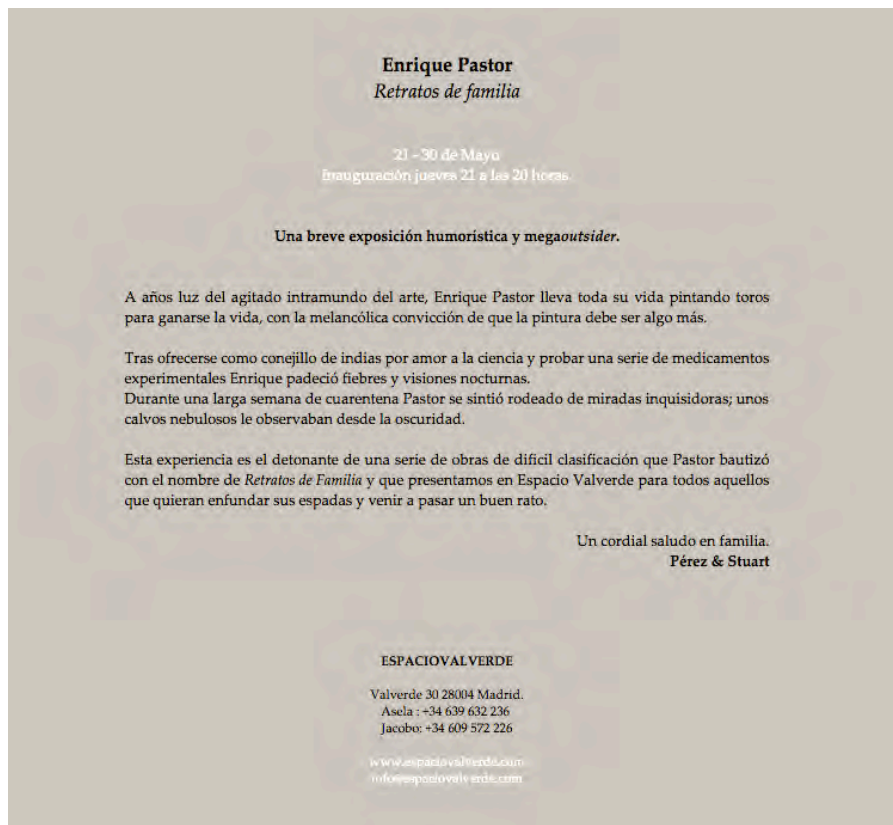 Enrique Pastor
Retratos de familia
21 - 30 de Mayo
Inauguración jueves 21 a las 20 horas.
Una breve exposición humorística y megaoutsider.
A años luz del agitado intramundo del arte, Enrique Pastor lleva toda su vida pintando toros
para ganarse la vida, con la melancólica convicción de que la pintura debe ser algo más.
Tras ofrecerse como conejillo de indias por amor a la ciencia y probar una serie de medicamentos
experimentales Enrique padeció fiebres y visiones nocturnas.
Durante una larga semana de cuarentena Pastor se sintió rodeado de miradas inquisidoras; unos
calvos nebulosos le observaban desde la oscuridad.
Esta experiencia es el detonante de una serie de obras de difícil clasificación que Pastor bautizó
con el nombre de Retratos de Familia y que presentamos en Espacio Valverde para todos aquellos
que quieran enfundar sus espadas y venir a pasar un buen rato.
Un cordial saludo en familia.
Pérez & Stuart
ESPACIOVALVERDE
Valverde 30 28004 Madrid.
Asela : +34 639 632 236
Jacobo: +34 609 572 226
www.espaciovalverde.com
info@espaciovalverde.com